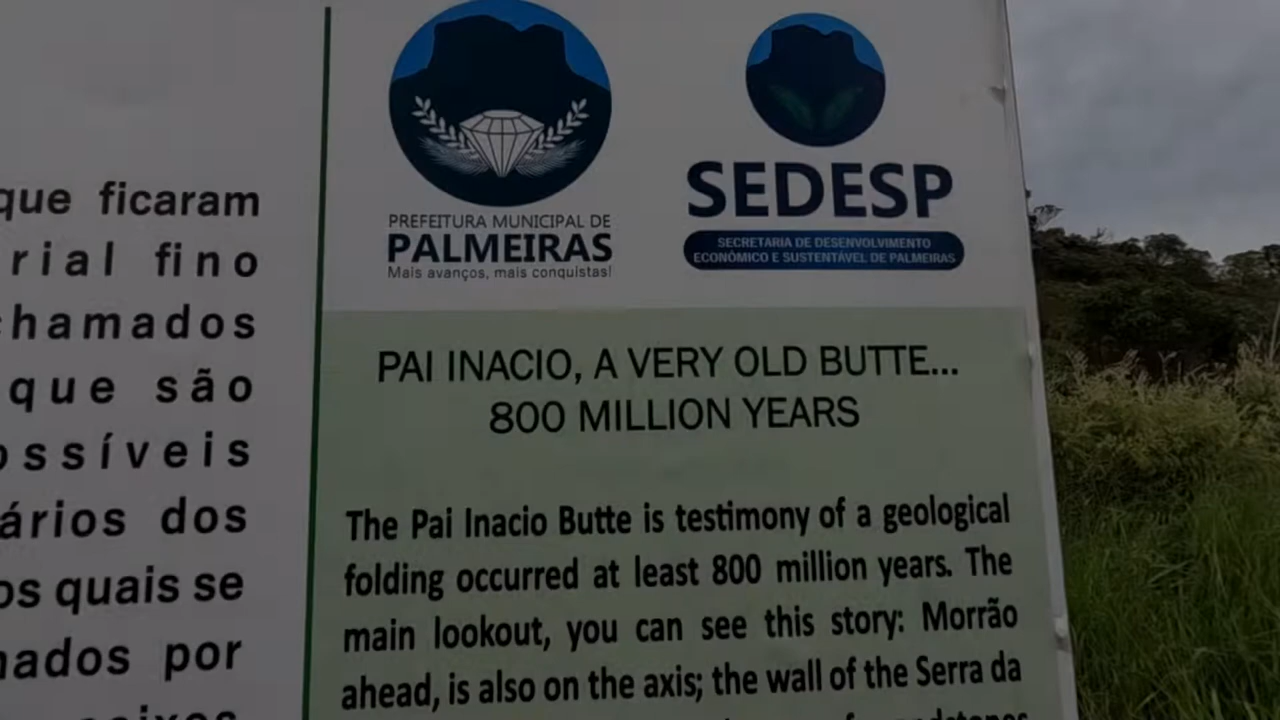 que ficaram
rial fino
chamados
que são
ossíveis
ários dos
os quais se
nados por
PREFEITURA MUNICIPAL DE
PALMEIRAS
Mais avanços, mais conquistas!
SEDESP
SECRETARIA DE DESENVOLVIMENTO
ECONÔMICO E SUSTENTÁVEL DE PALMEIRAS
PAI INACIO, A VERY OLD BUTTE...
800 MILLION YEARS
The Pai Inacio Butte is testimony of a geological
folding occurred at least 800 million years. The
main lookout, you can see this story: Morrão
ahead, is also on the axis; the wall of the Serra da